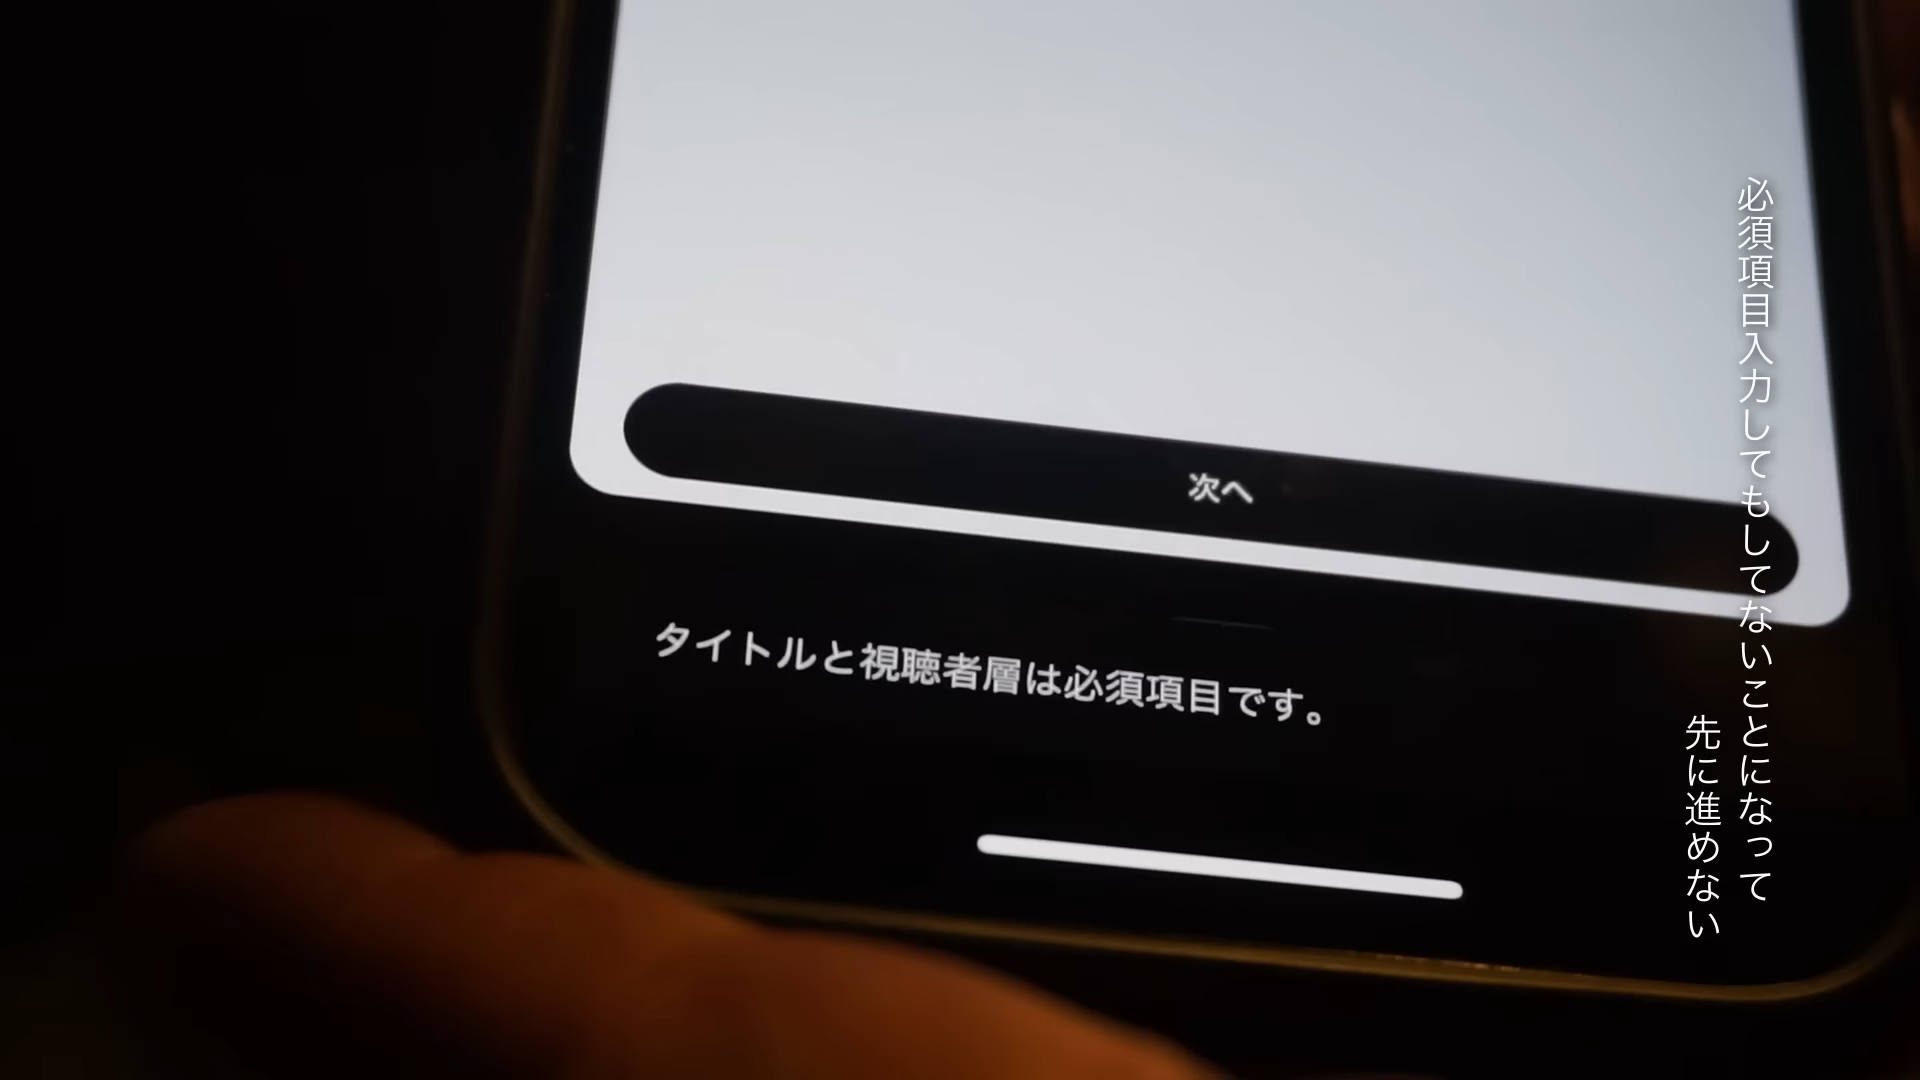 次へ
タイトルと視聴者層は必須項目です。
必須項目入力してもしてないことになって
先に進めない